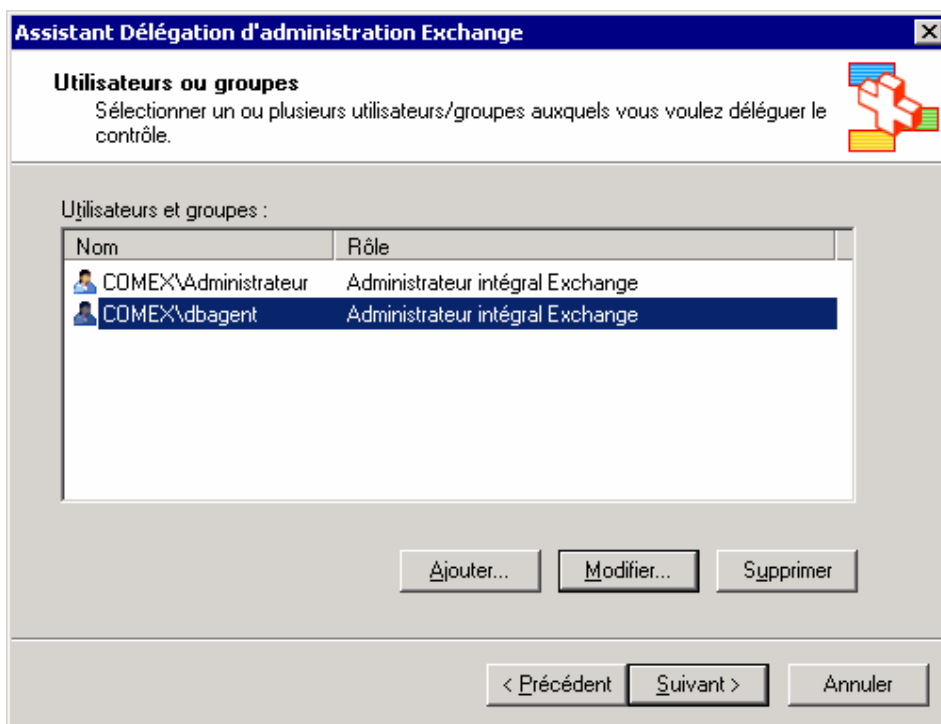 Assistant Délégation d'administration Exchange
Utilisateurs ou groupes
Sélectionner un ou plusieurs utilisateurs/groupes auxquels vous voulez déléguer le
contrôle.
Utilisateurs et groupes :
Nom Rôle
COMEX\Administrateur Administrateur intégral Exchange
COMEX\dbagent Administrateur intégral Exchange
Ajouter... Modifier... Supprimer
< Précédent Suivant > Annuler